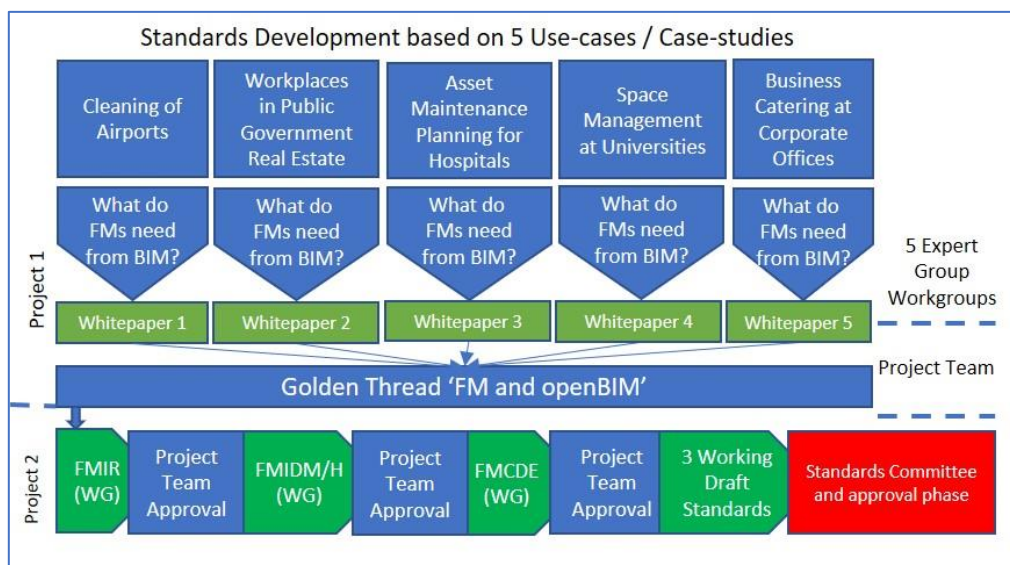 Standards Development based on 5 Use-cases / Case-studies
Cleaning of
Airports
Workplaces
in Public
Government
Real Estate
Asset
Maintenance
Planning for
Hospitals
Space
Management
at Universities
Business
Catering at
Corporate
Offices
What do
FMs need
from BIM?
What do
FMs need
from BIM?
What do
FMs need
from BIM?
What do
FMs need
from BIM?
What do
FMs need
from BIM?
Project 1
5 Expert
Group
Workgroups
Whitepaper 1
Whitepaper 2
Whitepaper 3
Whitepaper 4
Whitepaper 5
Project Team
Golden Thread ‘FM and openBIM’
Project 2
FMIR
(WG)
Project
Team
Approval
FMIDM/H
(WG)
Project
Team
Approval
FMCDE
(WG)
Project
Team
Approval
3 Working
Draft
Standards
Standards Committee
and approval phase